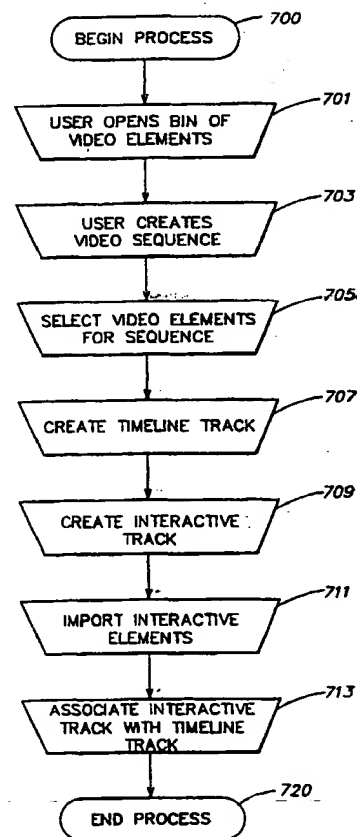 700
BEGIN PROCESS
701
USER OPENS BIN OF
VIDEO ELEMENTS
703
USER CREATES
VIDEO SEQUENCE
705
SELECT VIDEO ELEMENTS
FOR SEQUENCE
707
CREATE TIMELINE TRACK
709
CREATE INTERACTIVE
TRACK
711
IMPORT INTERACTIVE
ELEMENTS
713
ASSOCIATE INTERACTIVE
TRACK WITH TIMELINE
TRACK
720
END PROCESS